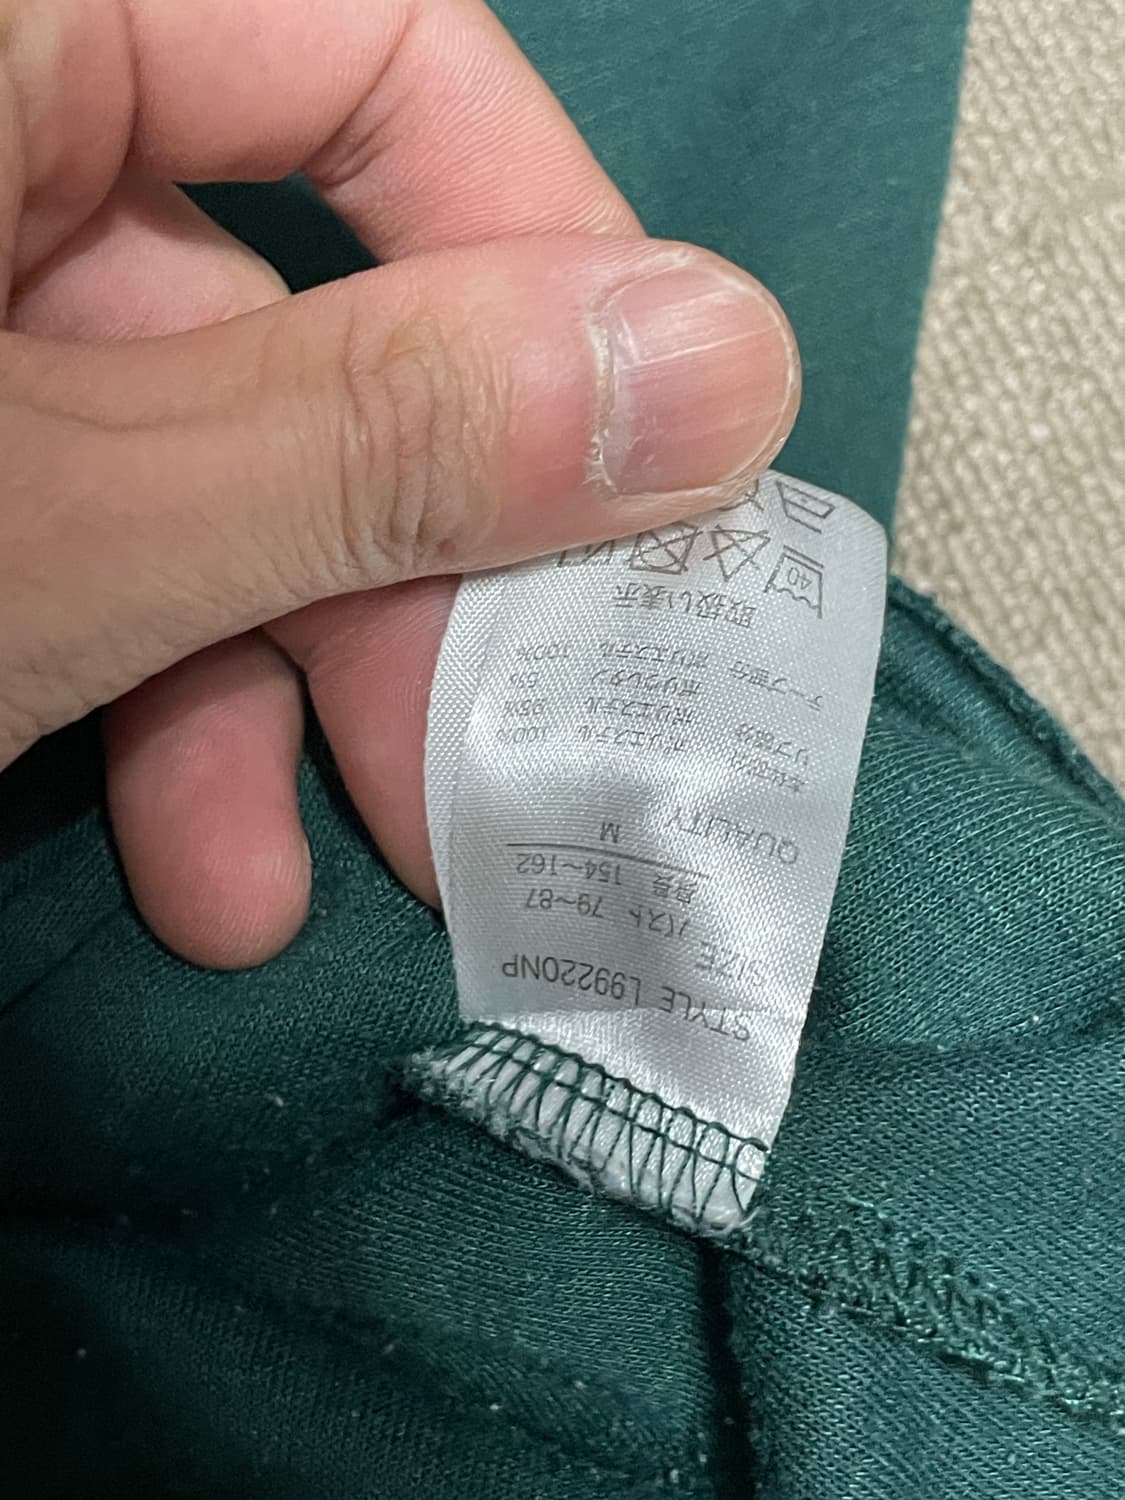 STYLE L99220NP
SIZE バスト 79~87
身長 154~162
M
QUALITY
本体部分 ポリエステル 100%
リブ部分 ポリエステル 95%
ポリウレタン 5%
テープ部分 ポリエステル 100%
取扱い表示
40